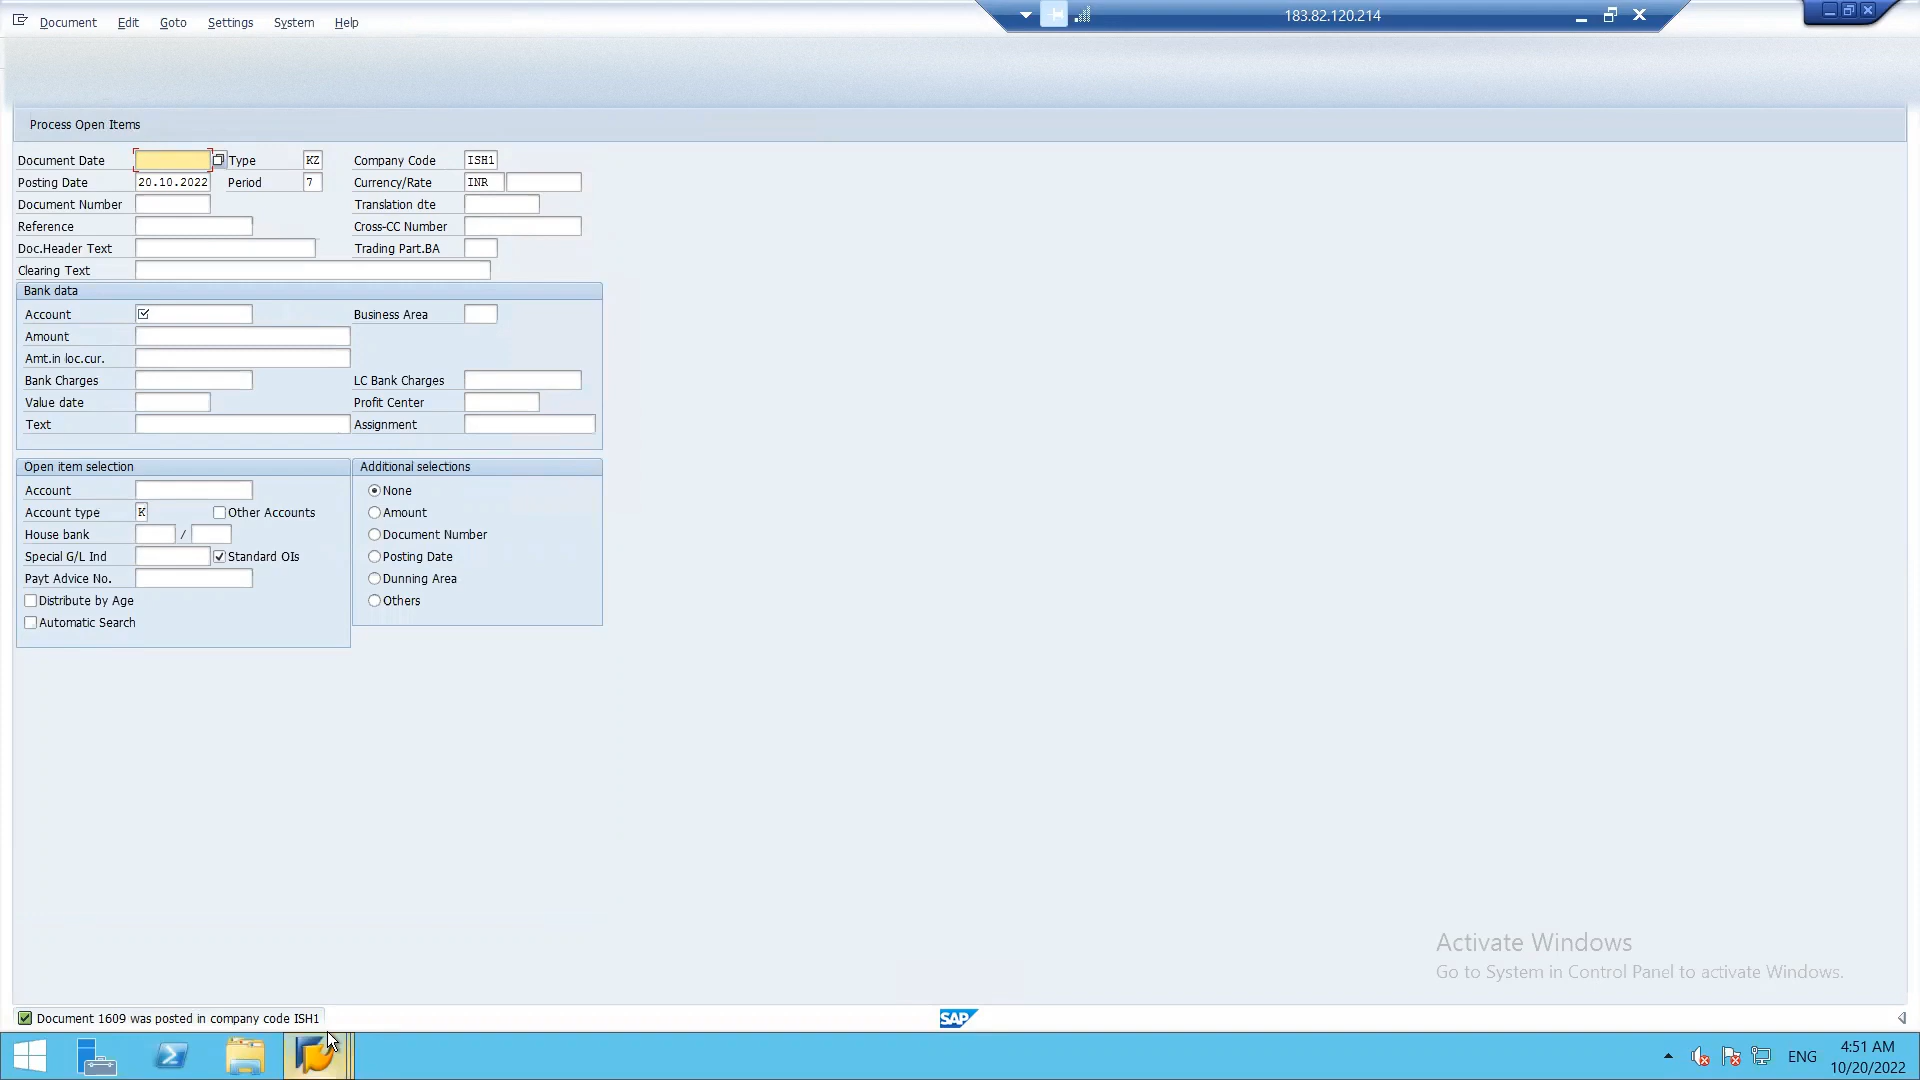 Document Edit Goto Settings System Help
183.82.120.214
Process Open Items
Document Date Type KZ Company Code ISH1
Posting Date 20.10.2022 Period 7 Currency/Rate INR
Document Number Translation dte
Reference Cross-CC Number
Doc.Header Text Trading Part.BA
Clearing Text
Bank data
Account Business Area
Amount
Amt.in loc.cur.
Bank Charges LC Bank Charges
Value date Profit Center
Text Assignment
Open item selection Additional selections
Account None
Account type K Other Accounts Amount
House bank / Document Number
Special G/L Ind Standard OIs Posting Date
Payt Advice No. Dunning Area
Distribute by Age Others
Automatic Search
Activate Windows
Go to System in Control Panel to activate Windows.
Document 1609 was posted in company code ISH1 SAP
ENG 4:51 AM
10/20/2022